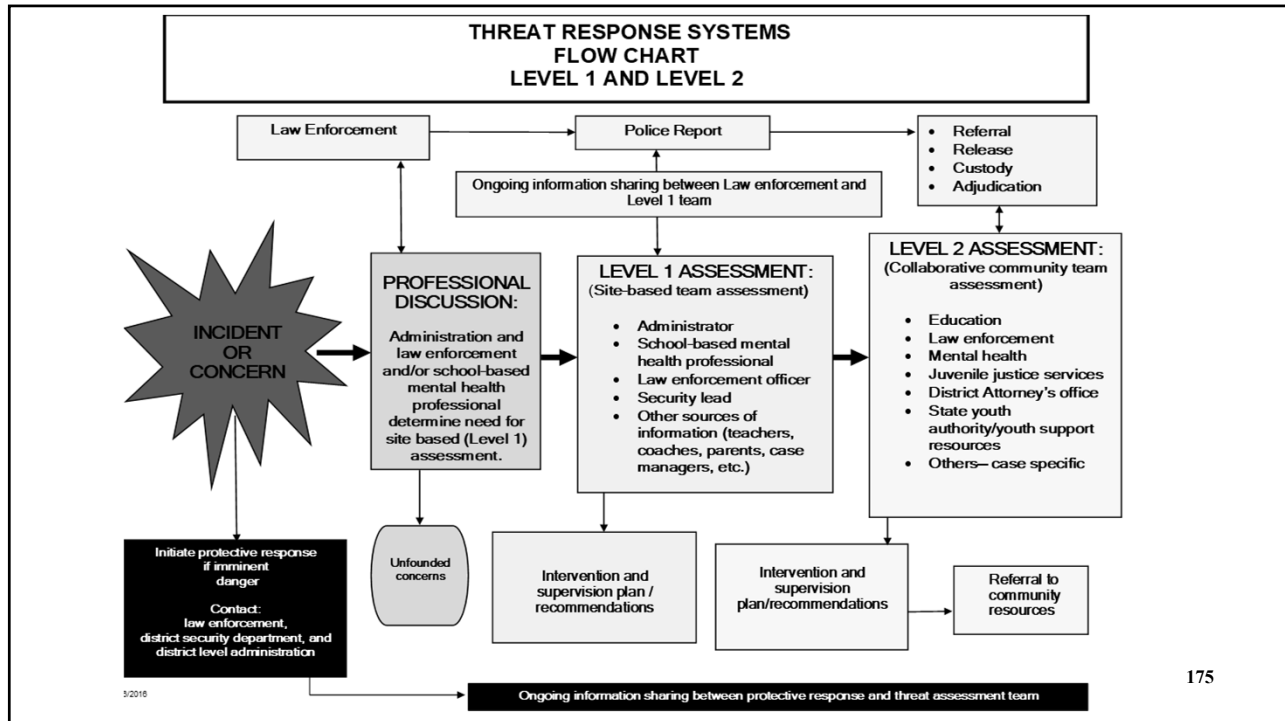 THREAT RESPONSE SYSTEMS
FLOW CHART
LEVEL 1 AND LEVEL 2
Law Enforcement
Police Report
• Referral
• Release
• Custody
• Adjudication
Ongoing information sharing between Law enforcement and
Level 1 team
INCIDENT
OR
CONCERN
PROFESSIONAL
DISCUSSION:
Administration and
law enforcement
and/or school-based
mental health
professional
determine need for
site based (Level 1)
assessment.
LEVEL 1 ASSESSMENT:
(Site-based team assessment)
• Administrator
• School-based mental
health professional
• Law enforcement officer
• Security lead
• Other sources of
information (teachers,
coaches, parents, case
managers, etc.)
LEVEL 2 ASSESSMENT:
(Collaborative community team
assessment)
• Education
• Law enforcement
• Mental health
• Juvenile justice services
• District Attorney's office
• State youth
authority/youth support
resources
• Others— case specific
Initiate protective response
if imminent
danger
Contact:
law enforcement,
district security department, and
district level administration
Unfounded
concerns
Intervention and
supervision plan /
recommendations
Intervention and
supervision
plan/recommendations
Referral to
community
resources
/2016
Ongoing information sharing between protective response and threat assessment team
175